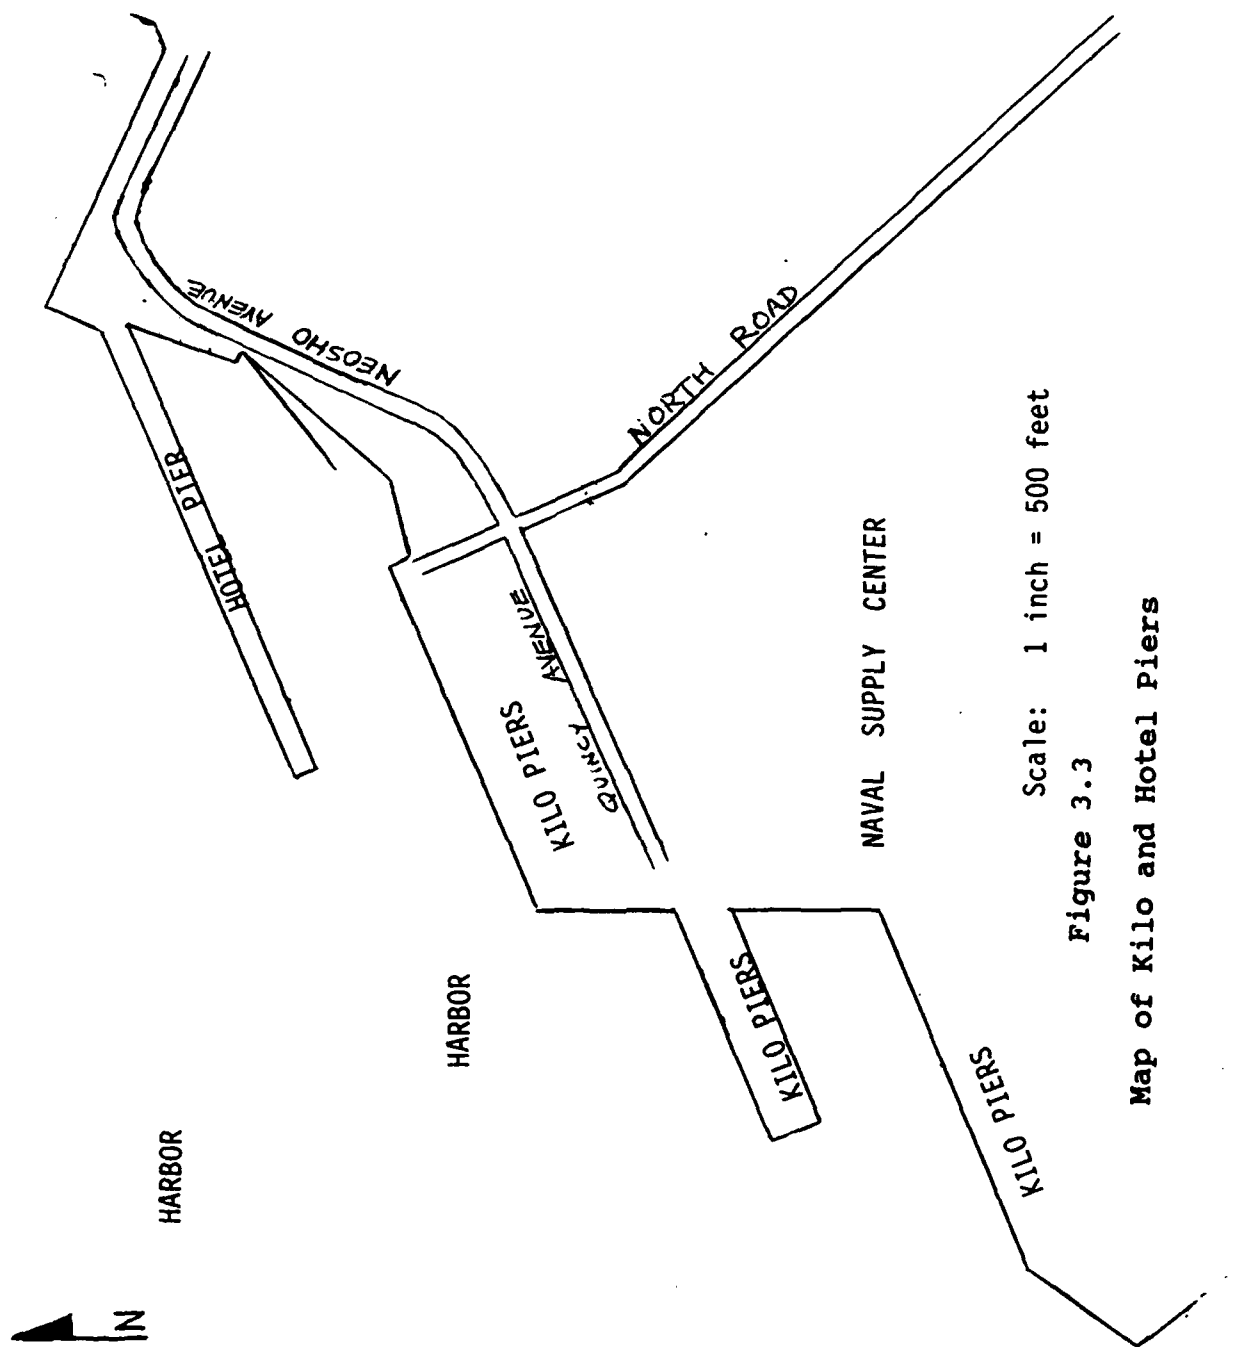 N
HARBOR
HARBOR
HOTEL PIER
NEOSHO AVENUE
KILO PIERS
QUINCY AVENUE
NORTH ROAD
KILO PIERS
NAVAL SUPPLY CENTER
KILO PIERS
Scale: 1 inch = 500 feet
Figure 3.3
Map of Kilo and Hotel Piers